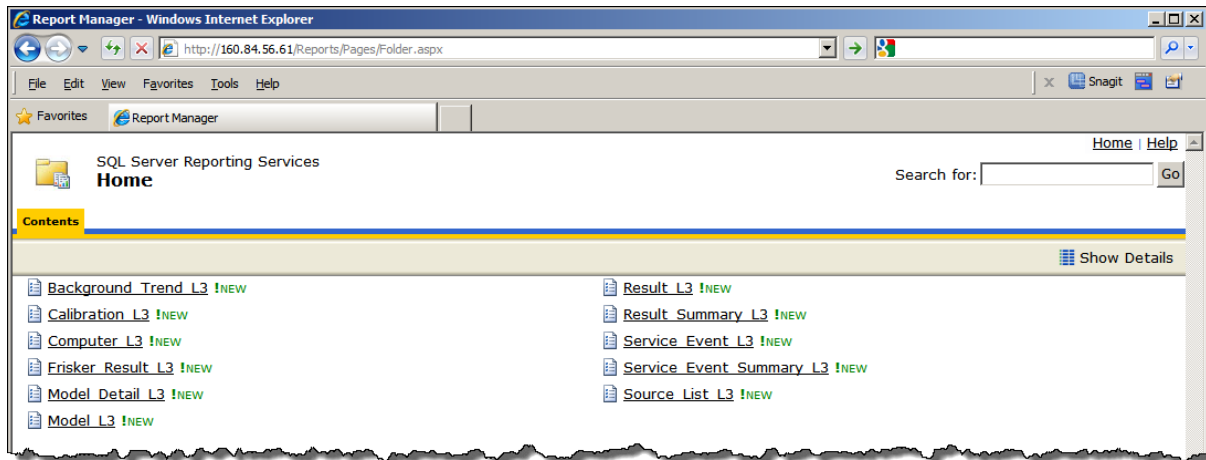 Report Manager - Windows Internet Explorer
http://160.84.56.61/Reports/Pages/Folder.aspx
File Edit View Favorites Tools Help
x Snagit
Favorites Report Manager
Home | Help
SQL Server Reporting Services
Home
Search for: Go
Contents
Show Details
Background_Trend_L3 !NEW
Calibration_L3 !NEW
Computer_L3 !NEW
Frisker_Result_L3 !NEW
Model_Detail_L3 !NEW
Model_L3 !NEW
Result_L3 !NEW
Result_Summary_L3 !NEW
Service_Event_L3 !NEW
Service_Event_Summary_L3 !NEW
Source_List_L3 !NEW